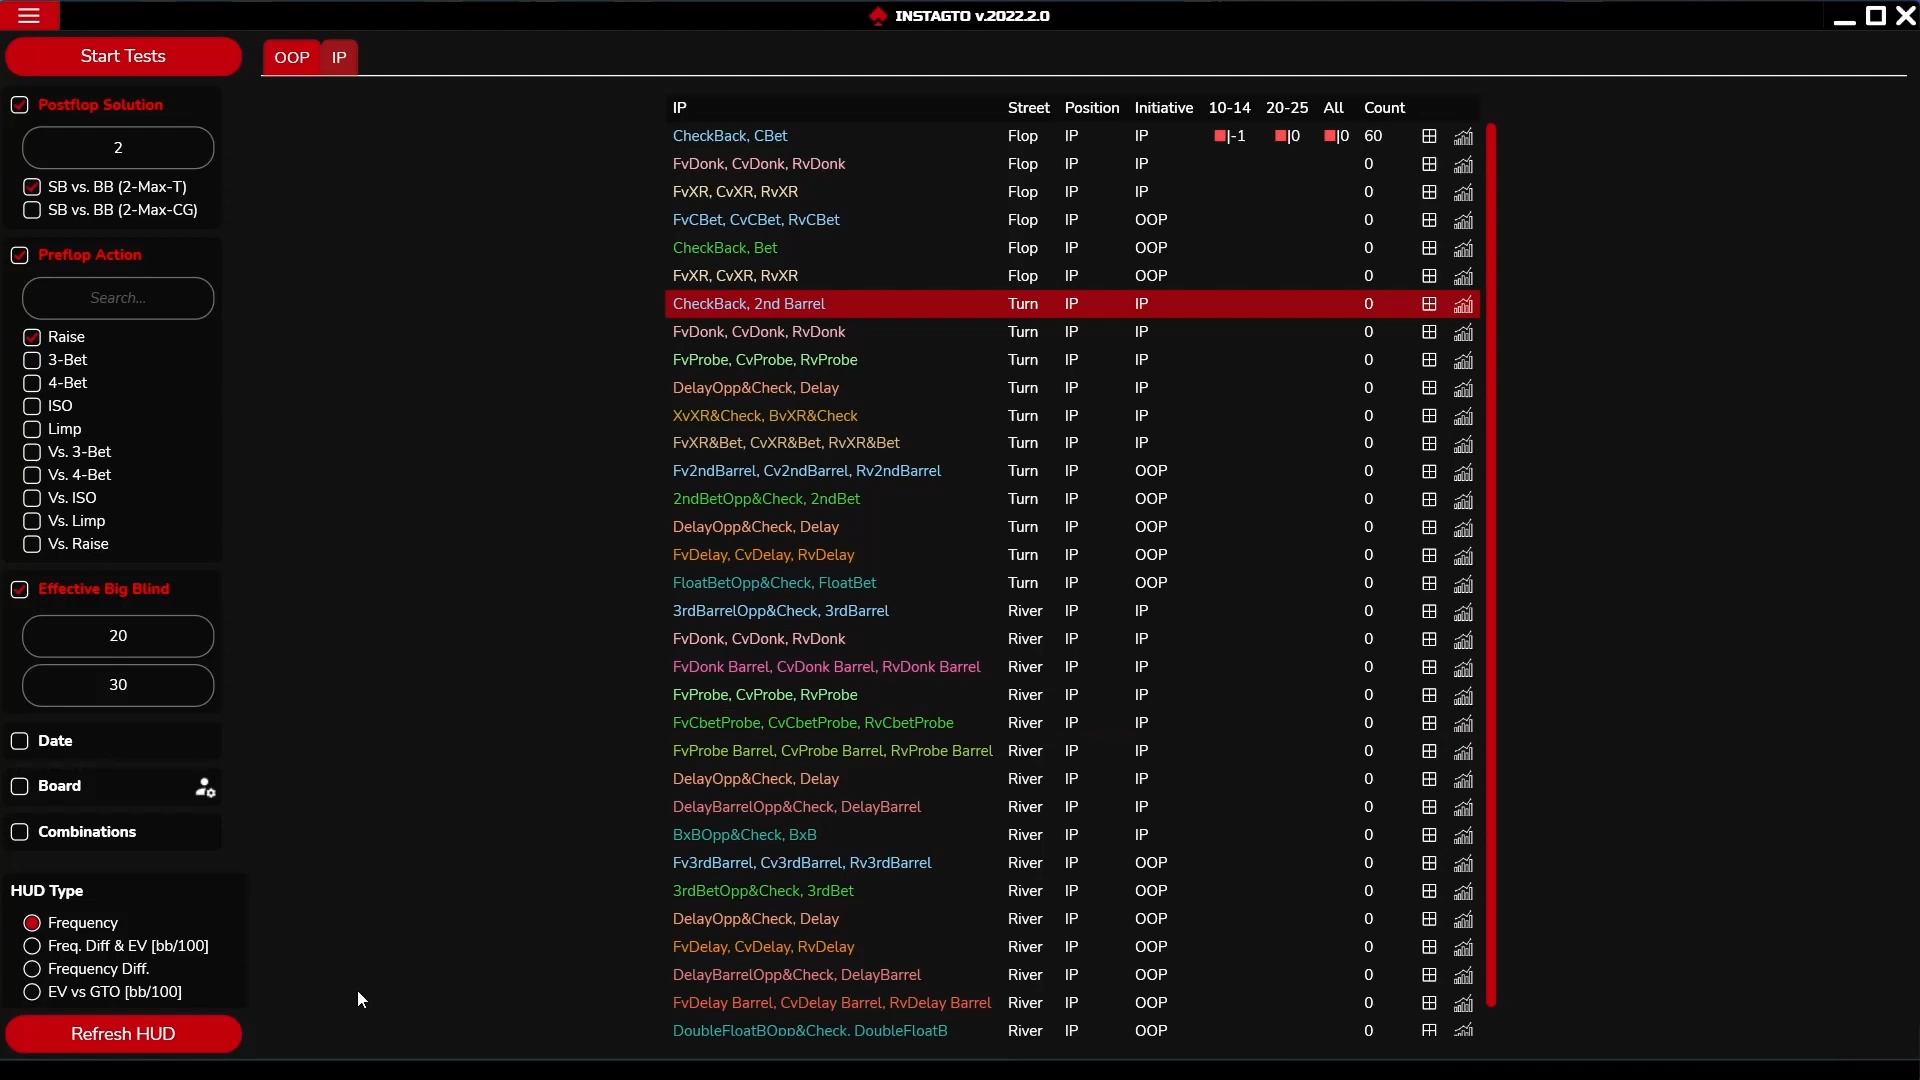 INSTAGTO v.2022.2.0
Start Tests
OOP IP
Postflop Solution
2
SB vs. BB (2-Max-T)
SB vs. BB (2-Max-CG)
Preflop Action
Search...
Raise
3-Bet
4-Bet
ISO
Limp
Vs. 3-Bet
Vs. 4-Bet
Vs. ISO
Vs. Limp
Vs. Raise
Effective Big Blind
20
30
Date
Board
Combinations
HUD Type
Frequency
Freq. Diff & EV [bb/100]
Frequency Diff.
EV vs GTO [bb/100]
Refresh HUD
IP Street Position Initiative 10-14 20-25 All Count
CheckBack, CBet Flop IP IP |-1 |0 |0 60
FvDonk, CvDonk, RvDonk Flop IP IP 0
FvXR, CvXR, RvXR Flop IP IP 0
FvCBet, CvCBet, RvCBet Flop IP OOP 0
CheckBack, Bet Flop IP OOP 0
FvXR, CvXR, RvXR Flop IP OOP 0
CheckBack, 2nd Barrel Turn IP IP 0
FvDonk, CvDonk, RvDonk Turn IP IP 0
FvProbe, CvProbe, RvProbe Turn IP IP 0
DelayOpp&Check, Delay Turn IP IP 0
XvXR&Check, BvXR&Check Turn IP IP 0
FvXR&Bet, CvXR&Bet, RvXR&Bet Turn IP IP 0
Fv2ndBarrel, Cv2ndBarrel, Rv2ndBarrel Turn IP OOP 0
2ndBetOpp&Check, 2ndBet Turn IP OOP 0
DelayOpp&Check, Delay Turn IP OOP 0
FvDelay, CvDelay, RvDelay Turn IP OOP 0
FloatBetOpp&Check, FloatBet Turn IP OOP 0
3rdBarrelOpp&Check, 3rdBarrel River IP IP 0
FvDonk, CvDonk, RvDonk River IP IP 0
FvDonk Barrel, CvDonk Barrel, RvDonk Barrel River IP IP 0
FvProbe, CvProbe, RvProbe River IP IP 0
FvCbetProbe, CvCbetProbe, RvCbetProbe River IP IP 0
FvProbe Barrel, CvProbe Barrel, RvProbe Barrel River IP IP 0
DelayOpp&Check, Delay River IP IP 0
DelayBarrelOpp&Check, DelayBarrel River IP IP 0
BxBOpp&Check, BxB River IP IP 0
Fv3rdBarrel, Cv3rdBarrel, Rv3rdBarrel River IP OOP 0
3rdBetOpp&Check, 3rdBet River IP OOP 0
DelayOpp&Check, Delay River IP OOP 0
FvDelay, CvDelay, RvDelay River IP OOP 0
DelayBarrelOpp&Check, DelayBarrel River IP OOP 0
FvDelay Barrel, CvDelay Barrel, RvDelay Barrel River IP OOP 0
DoubleFloatBOpp&Check, DoubleFloatB River IP OOP 0